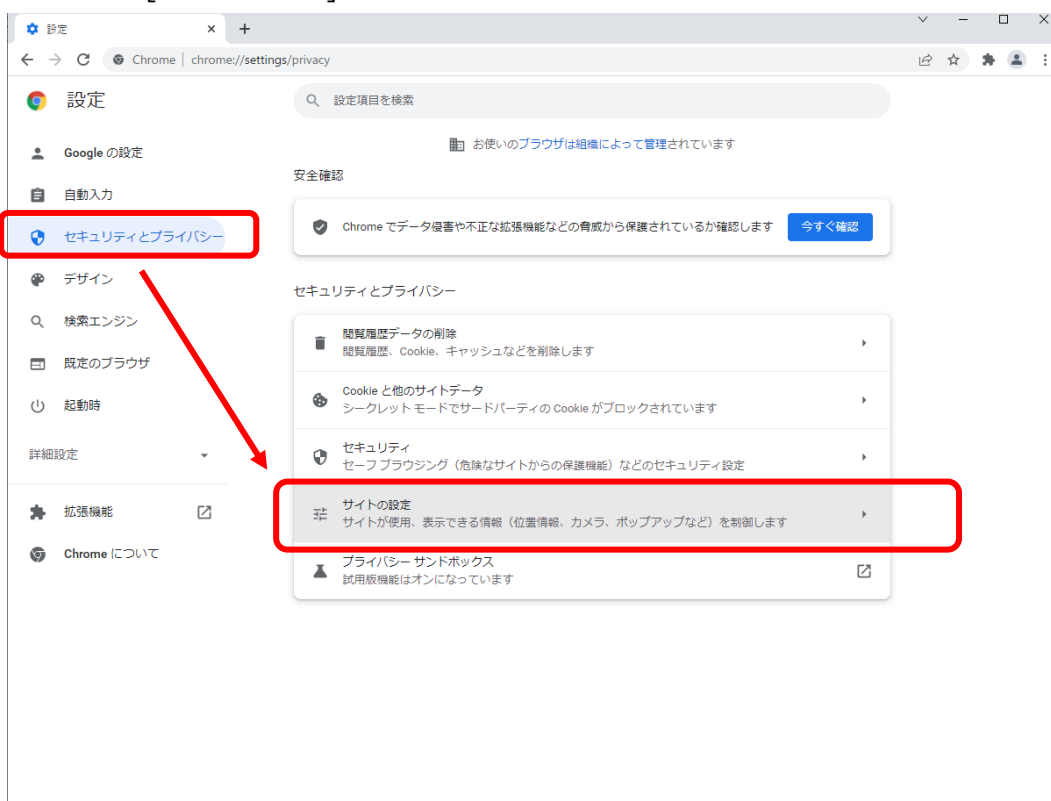 設定
Chrome | chrome://settings/privacy
設定
設定項目を検索
お使いのブラウザは組織によって管理されています
Google の設定
自動入力
セキュリティとプライバシー
デザイン
検索エンジン
既定のブラウザ
起動時
詳細設定
拡張機能
Chrome について
安全確認
Chrome でデータ侵害や不正な拡張機能などの脅威から保護されているか確認します
今すぐ確認
セキュリティとプライバシー
閲覧履歴データの削除
閲覧履歴、Cookie、キャッシュなどを削除します
Cookie と他のサイトデータ
シークレット モードでサードパーティの Cookie がブロックされています
セキュリティ
セーフ ブラウジング（危険なサイトからの保護機能）などのセキュリティ設定
サイトの設定
サイトが使用、表示できる情報（位置情報、カメラ、ポップアップなど）を制御します
プライバシー サンドボックス
試用版機能はオンになっています